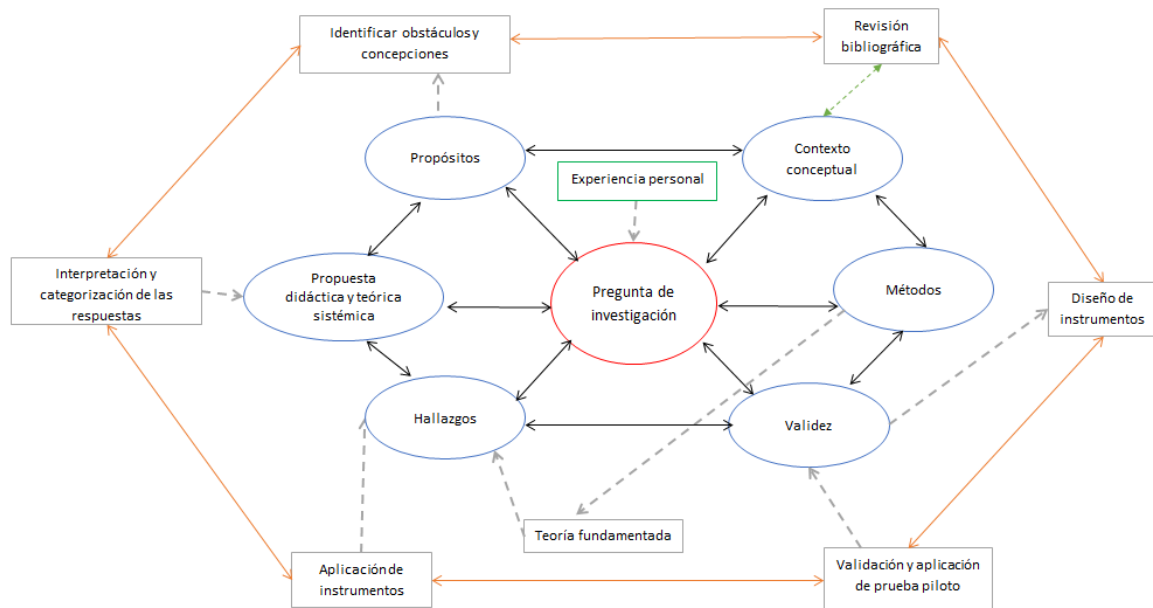 Identificar obstáculos y
concepciones
Revisión
bibliográfica
Propósitos
Contexto
conceptual
Experiencia personal
Interpretación y
categorización de las
respuestas
Propuesta
didáctica y teórica
sistémica
Pregunta de
investigación
Métodos
Diseño de
instrumentos
Hallazgos
Validez
Teoría fundamentada
Aplicación de
instrumentos
Validación y aplicación
de prueba piloto